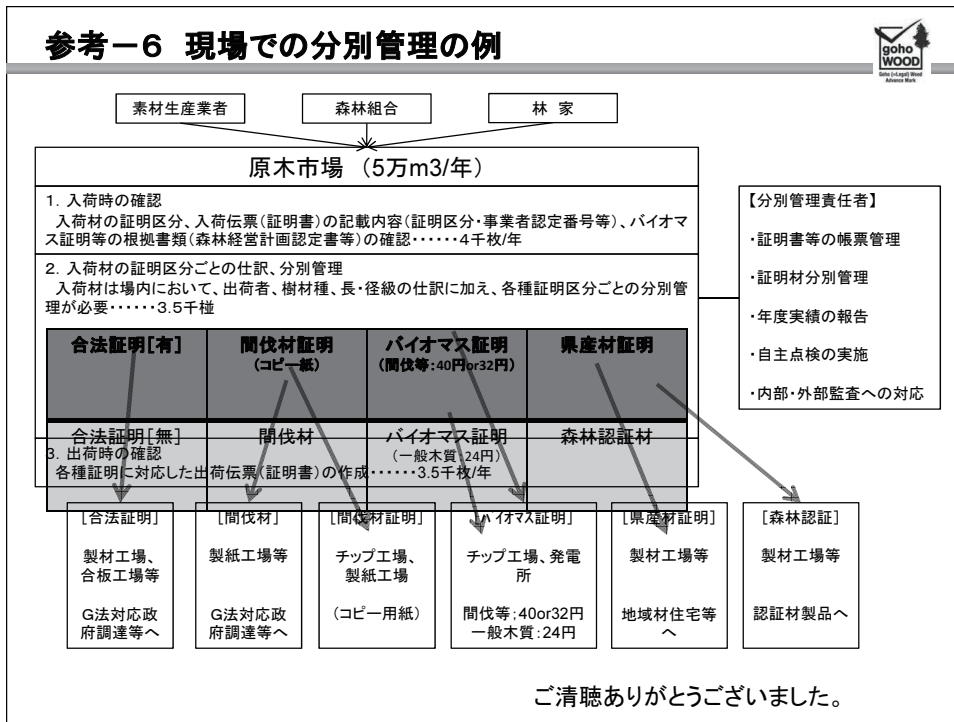 参考－6 現場での分別管理の例
goho
WOOD
Goho (=Legal) Wood
Advance Mark
素材生産業者
森林組合
林 家
原木市場 （5万m3/年）
1．入荷時の確認
入荷材の証明区分、入荷伝票（証明書）の記載内容（証明区分・事業者認定番号等）、バイオマ
ス証明等の根拠書類（森林経営計画認定書等）の確認‥‥‥4千枚/年
2．入荷材の証明区分ごとの仕訳、分別管理
入荷材は場内において、出荷者、樹材種、長・径級の仕訳に加え、各種証明区分ごとの分別管
理が必要‥‥‥3.5千椪
合法証明［有］
間伐材証明
（コピー紙）
バイオマス証明
（間伐等：40円or32円）
県産材証明
合法証明［無］
間伐材
バイオマス証明
（一般木質：24円）
森林認証材
3．出荷時の確認
各種証明に対応した出荷伝票（証明書）の作成‥‥‥3.5千枚/年
【分別管理責任者】
・証明書等の帳票管理
・証明材分別管理
・年度実績の報告
・自主点検の実施
・内部・外部監査への対応
［合法証明］
製材工場、
合板工場等
G法対応政
府調達等へ
［間伐材］
製紙工場等
G法対応政
府調達等へ
［間伐材証明］
チップ工場、
製紙工場
（コピー用紙）
［バイオマス証明］
チップ工場、発電
所
間伐等；40or32円
一般木質：24円
［県産材証明］
製材工場等
地域材住宅等
へ
［森林認証］
製材工場等
認証材製品へ
ご清聴ありがとうございました。